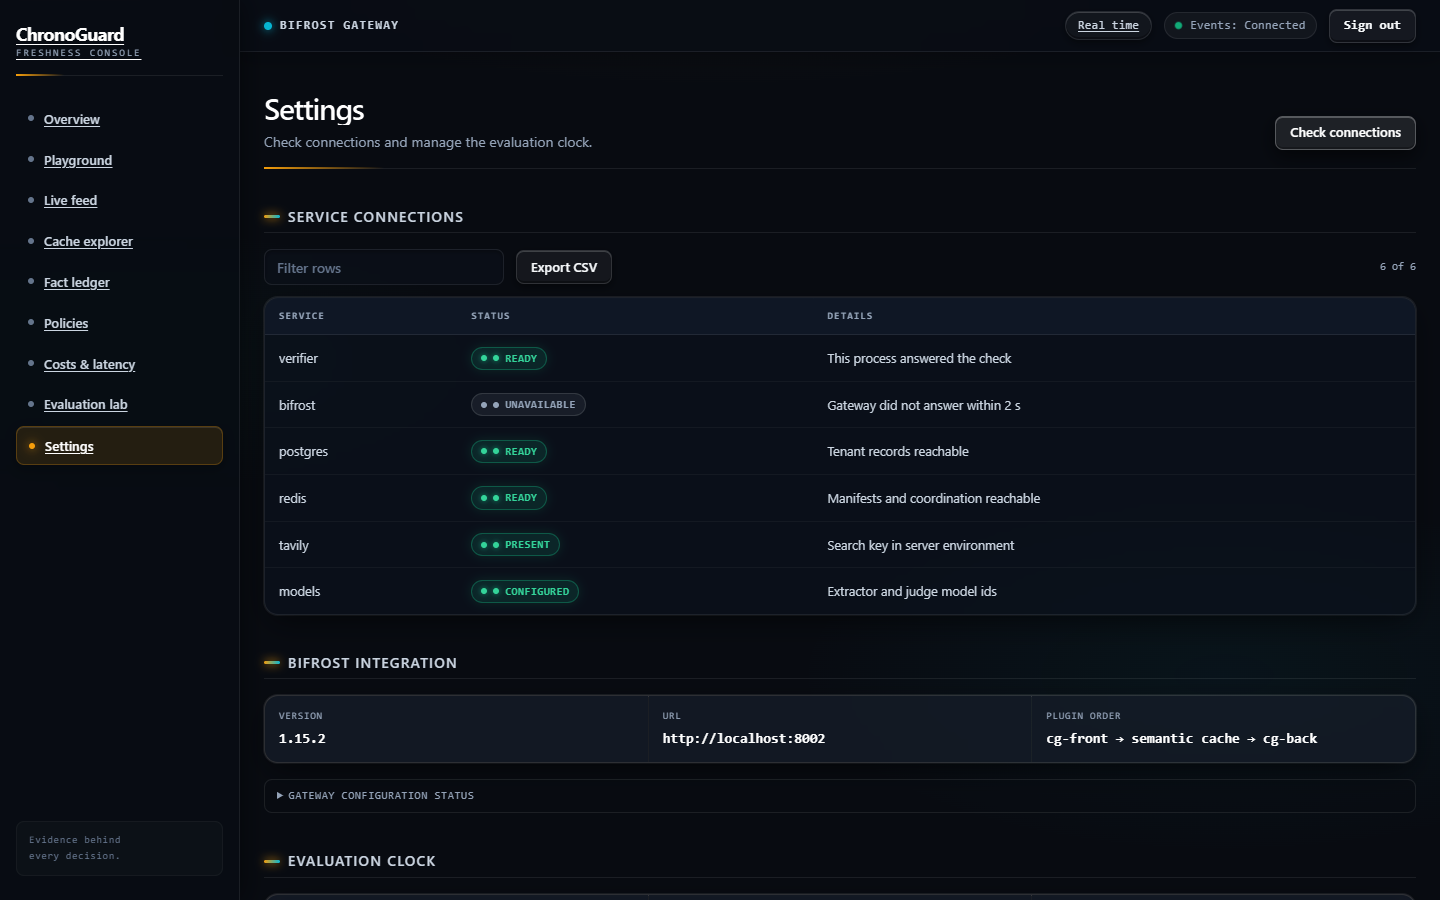 ChronoGuard
FRESHNESS CONSOLE
Overview
Playground
Live feed
Cache explorer
Fact ledger
Policies
Costs & latency
Evaluation lab
Settings
Evidence behind
every decision.
BIFROST GATEWAY
Real time
Events: Connected
Sign out
Settings
Check connections and manage the evaluation clock.
Check connections
SERVICE CONNECTIONS
Filter rows
Export CSV
6 of 6
SERVICE STATUS DETAILS
verifier READY This process answered the check
bifrost UNAVAILABLE Gateway did not answer within 2 s
postgres READY Tenant records reachable
redis READY Manifests and coordination reachable
tavily PRESENT Search key in server environment
models CONFIGURED Extractor and judge model ids
BIFROST INTEGRATION
VERSION URL PLUGIN ORDER
1.15.2 http://localhost:8002 cg-front → semantic cache → cg-back
▶ GATEWAY CONFIGURATION STATUS
EVALUATION CLOCK